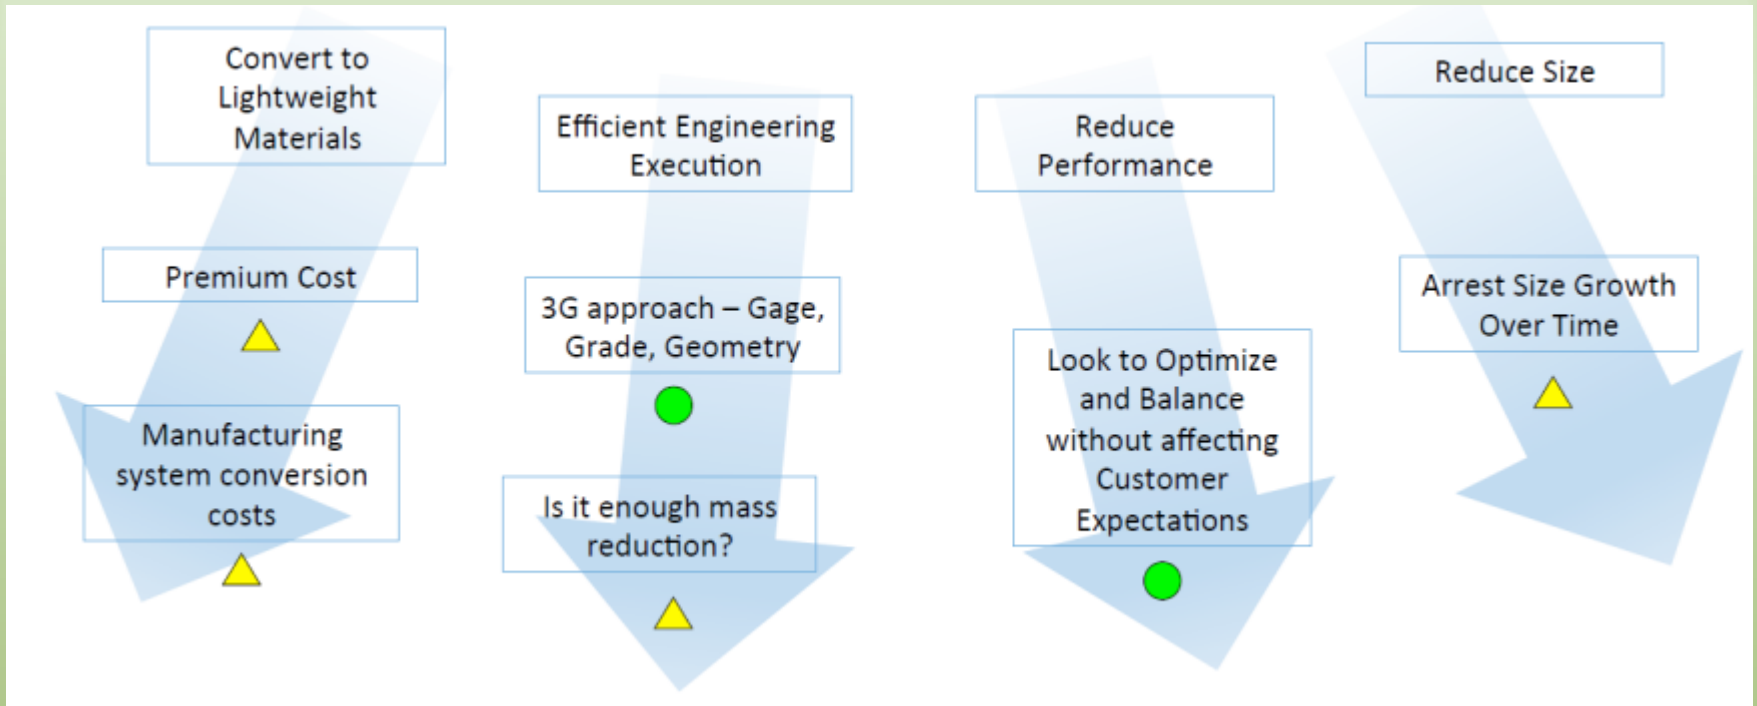 Convert to
Lightweight
Materials
Premium Cost
Manufacturing
system conversion
costs
Efficient Engineering
Execution
3G approach – Gage,
Grade, Geometry
Is it enough mass
reduction?
Reduce
Performance
Look to Optimize
and Balance
without affecting
Customer
Expectations
Reduce Size
Arrest Size Growth
Over Time